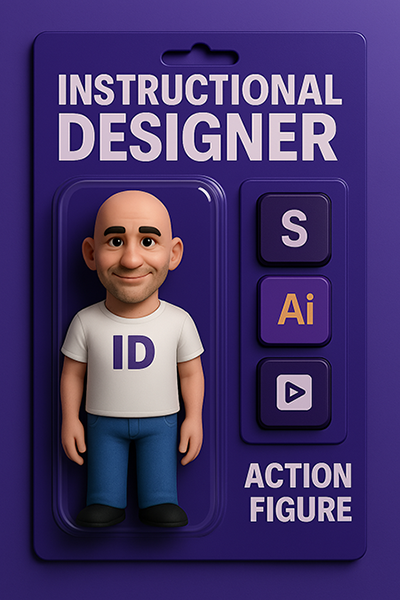 INSTRUCTIONAL
DESIGNER
ID
S
Ai
ACTION
FIGURE